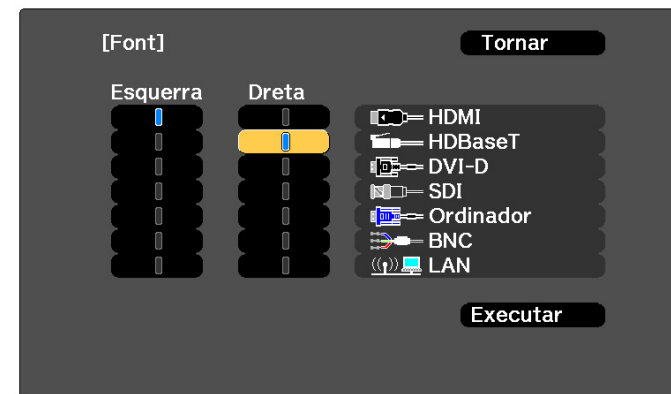 [Font] Tornar
Esquerra Dreta
HDMI
HDBaseT
DVI-D
SDI
Ordinador
BNC
LAN
Executar